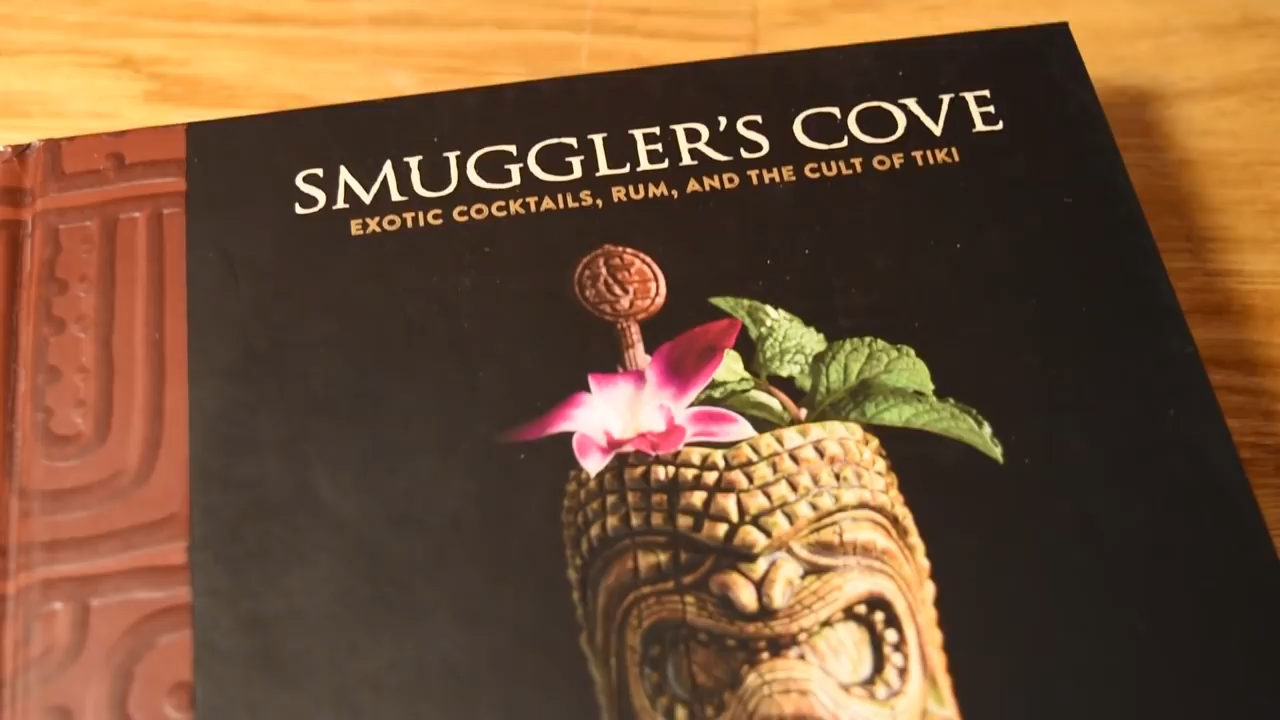 SMUGGLER'S COVE
EXOTIC COCKTAILS, RUM, AND THE CULT OF TIKI